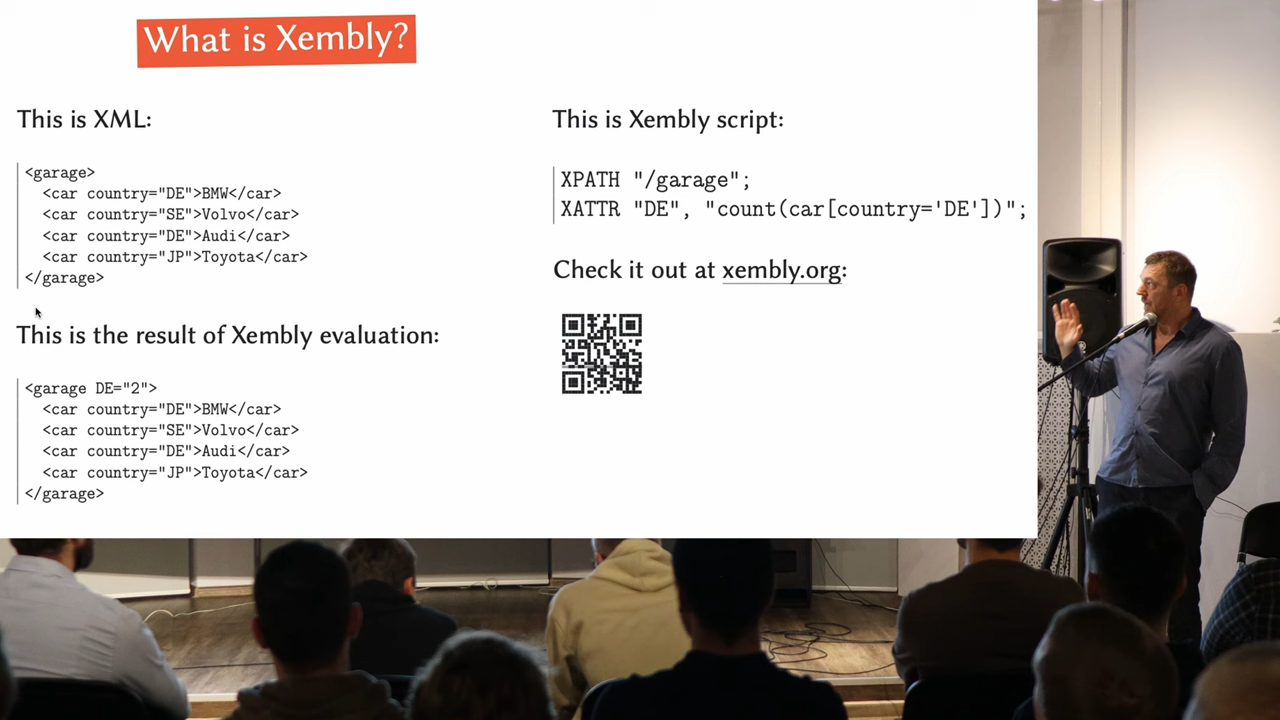 What is Xembly?
This is XML:
<garage>
  <car country="DE">BMW</car>
  <car country="SE">Volvo</car>
  <car country="DE">Audi</car>
  <car country="JP">Toyota</car>
</garage>
This is the result of Xembly evaluation:
<garage DE="2">
  <car country="DE">BMW</car>
  <car country="SE">Volvo</car>
  <car country="DE">Audi</car>
  <car country="JP">Toyota</car>
</garage>
This is Xembly script:
XPATH "/garage";
XATTR "DE", "count(car[country='DE'])";
Check it out at xembly.org: